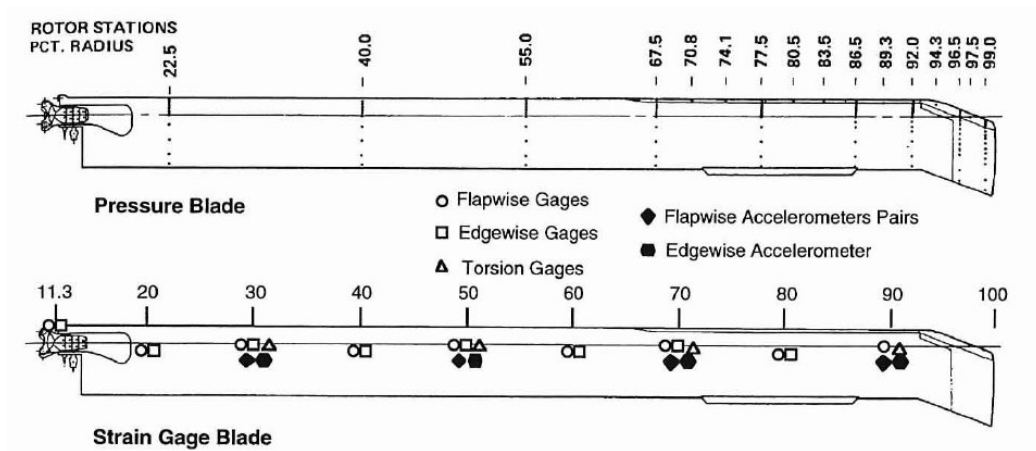 ROTOR STATIONS
PCT. RADIUS
22.5
40.0
55.0
67.5
70.8
74.1
77.5
80.5
83.5
86.5
89.3
92.0
94.3
96.5
97.5
99.0
Pressure Blade
Flapwise Gages
Edgewise Gages
Torsion Gages
Flapwise Accelerometers Pairs
Edgewise Accelerometer
11.3 20 30 40 50 60 70 80 90 100
Strain Gage Blade